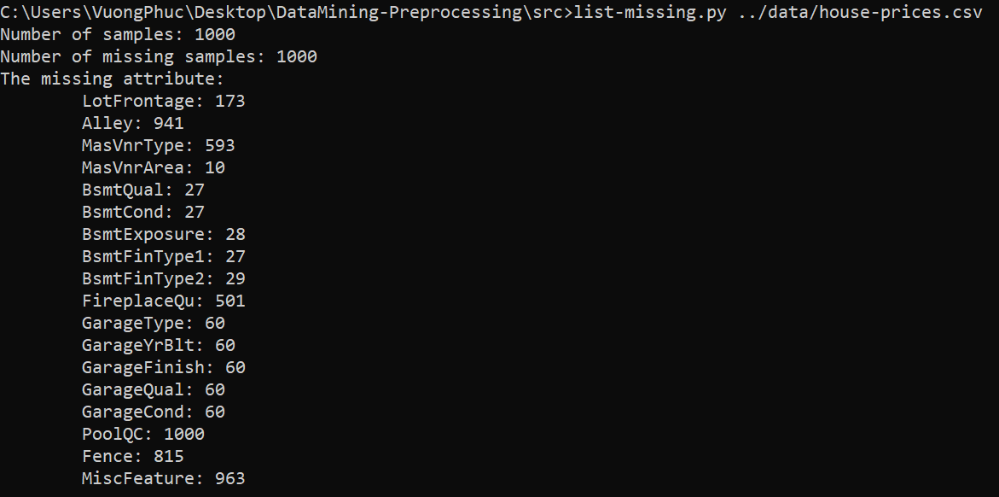 C:\Users\VuongPhuc\Desktop\DataMining-Preprocessing\src>list-missing.py ../data/house-prices.csv
Number of samples: 1000
Number of missing samples: 1000
The missing attribute:
LotFrontage: 173
Alley: 941
MasVnrType: 593
MasVnrArea: 10
BsmtQual: 27
BsmtCond: 27
BsmtExposure: 28
BsmtFinType1: 27
BsmtFinType2: 29
FireplaceQu: 501
GarageType: 60
GarageYrBlt: 60
GarageFinish: 60
GarageQual: 60
GarageCond: 60
PoolQC: 1000
Fence: 815
MiscFeature: 963